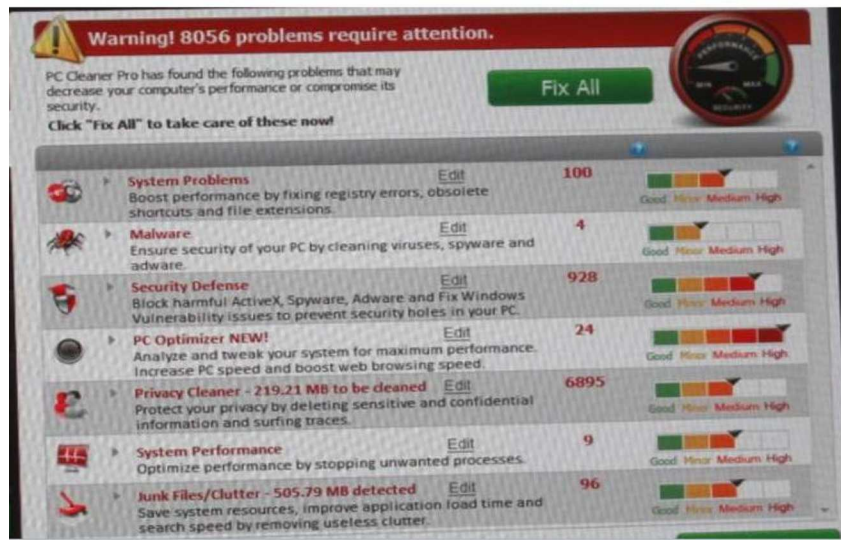 Warning! 8056 problems require attention.
PC Cleaner Pro has found the following problems that may
decrease your computer's performance or compromise its
security.
Click "Fix All" to take care of these now!
Fix All
PERFORMANCE
MIN MAX
SECURITY
System Problems Edit 100
Boost performance by fixing registry errors, obsolete
shortcuts and file extensions.
Good Minor Medium High
Malware Edit 4
Ensure security of your PC by cleaning viruses, spyware and
adware.
Good Minor Medium High
Security Defense Edit 928
Block harmful ActiveX, Spyware, Adware and Fix Windows
Vulnerability issues to prevent security holes in your PC.
Good Minor Medium High
PC Optimizer NEW! Edit 24
Analyze and tweak your system for maximum performance.
Increase PC speed and boost web browsing speed.
Good Minor Medium High
Privacy Cleaner - 219.21 MB to be cleaned Edit 6895
Protect your privacy by deleting sensitive and confidential
information and surfing traces.
Good Minor Medium High
System Performance Edit 9
Optimize performance by stopping unwanted processes.
Good Minor Medium High
Junk Files/Clutter - 505.79 MB detected Edit 96
Save system resources, improve application load time and
search speed by removing useless clutter.
Good Minor Medium High